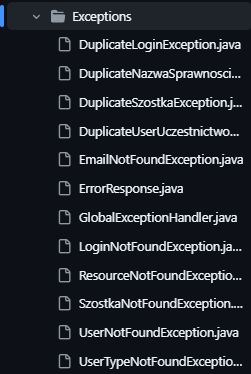 Exceptions
DuplicateLoginException.java
DuplicateNazwaSprawnosci...
DuplicateSzostkaException.j...
DuplicateUserUczestnictwo...
EmailNotFoundException.java
ErrorResponse.java
GlobalExceptionHandler.java
LoginNotFoundException.ja...
ResourceNotFoundExceptio...
SzostkaNotFoundException....
UserNotFoundException.java
UserTypeNotFoundExceptio...